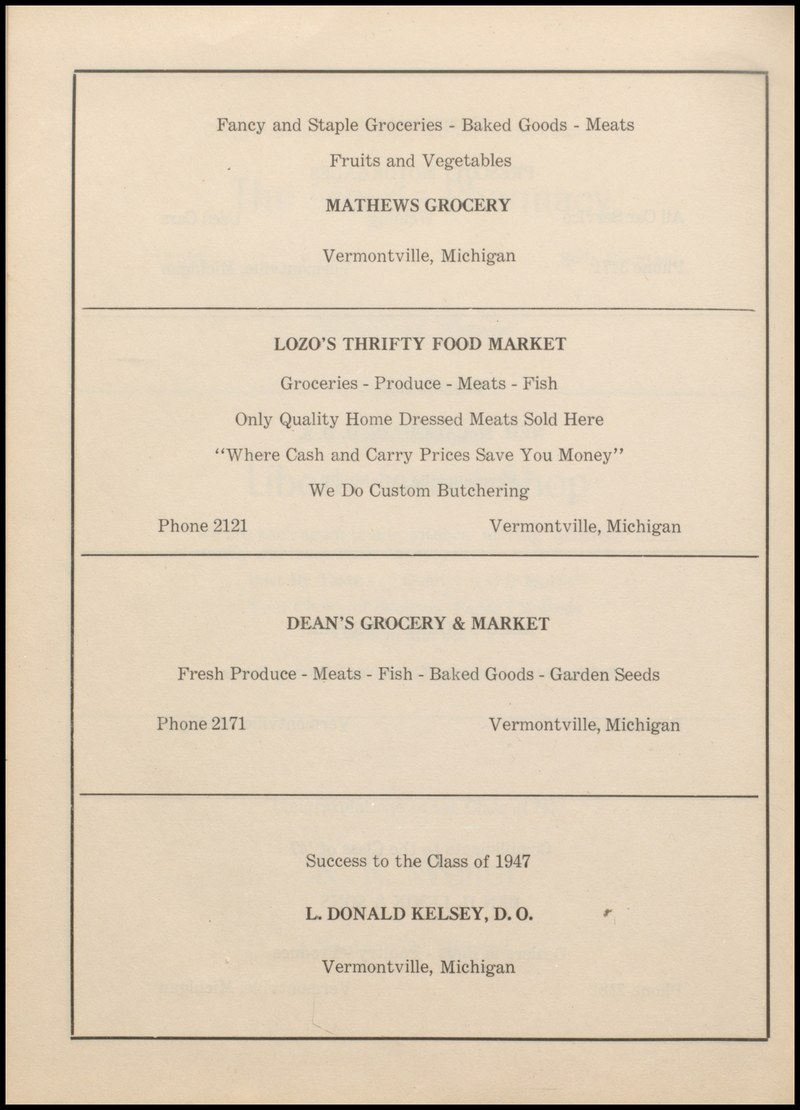 Fancy and Staple Groceries - Baked Goods - Meats
Fruits and Vegetables
MATHEWS GROCERY
Vermontville, Michigan
LOZO'S THRIFTY FOOD MARKET
Groceries - Produce - Meats - Fish
Only Quality Home Dressed Meats Sold Here
"Where Cash and Carry Prices Save You Money"
We Do Custom Butchering
Phone 2121 Vermontville, Michigan
DEAN'S GROCERY & MARKET
Fresh Produce - Meats - Fish - Baked Goods - Garden Seeds
Phone 2171 Vermontville, Michigan
Success to the Class of 1947
L. DONALD KELSEY, D. O.
Vermontville, Michigan